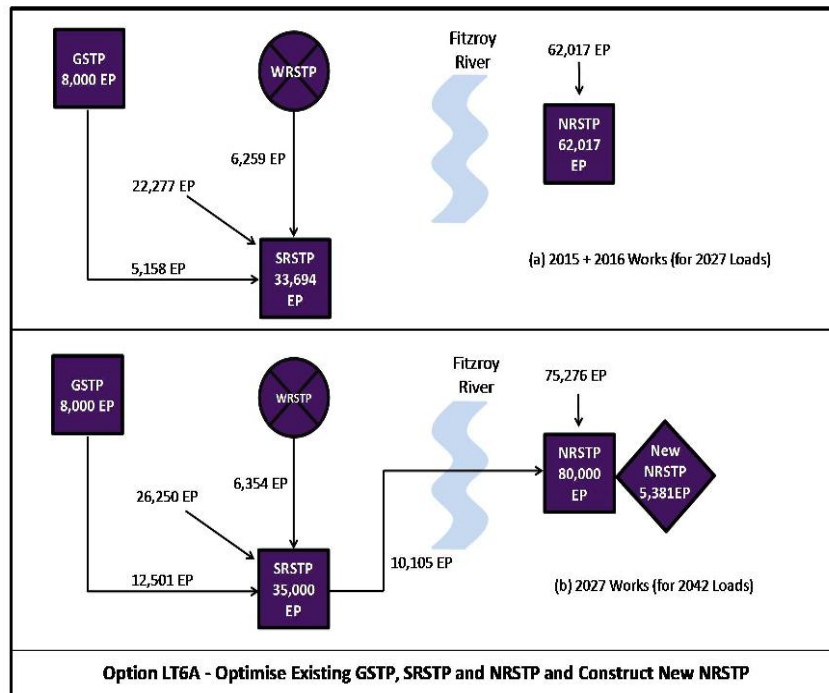 GSTP
8,000 EP
WRSTP
Fitzroy
River
62,017 EP
NRSTP
62,017
EP
6,259 EP
22,277 EP
5,158 EP
SRSTP
33,694
EP
(a) 2015 + 2016 Works (for 2027 Loads)
GSTP
8,000 EP
WRSTP
Fitzroy
River
75,276 EP
NRSTP
80,000
EP
New
NRSTP
5,381EP
6,354 EP
26,250 EP
12,501 EP
SRSTP
35,000
EP
10,105 EP
(b) 2027 Works (for 2042 Loads)
Option LT6A - Optimise Existing GSTP, SRSTP and NRSTP and Construct New NRSTP